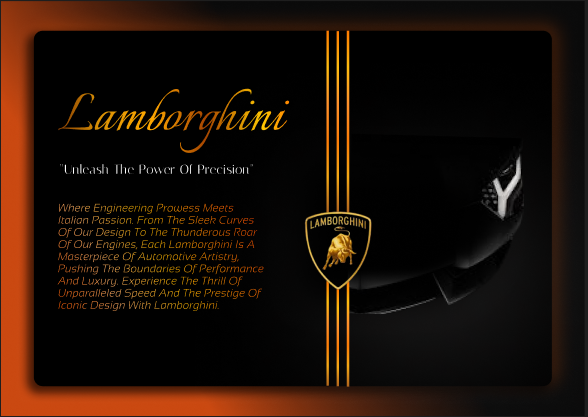 Lamborghini
"Unleash The Power Of Precision"
Where Engineering Prowess Meets
Italian Passion. From The Sleek Curves
Of Our Design To The Thunderous Roar
Of Our Engines, Each Lamborghini Is A
Masterpiece Of Automotive Artistry,
Pushing The Boundaries Of Performance
And Luxury. Experience The Thrill Of
Unparalleled Speed And The Prestige Of
Iconic Design With Lamborghini.
LAMBORGHINI